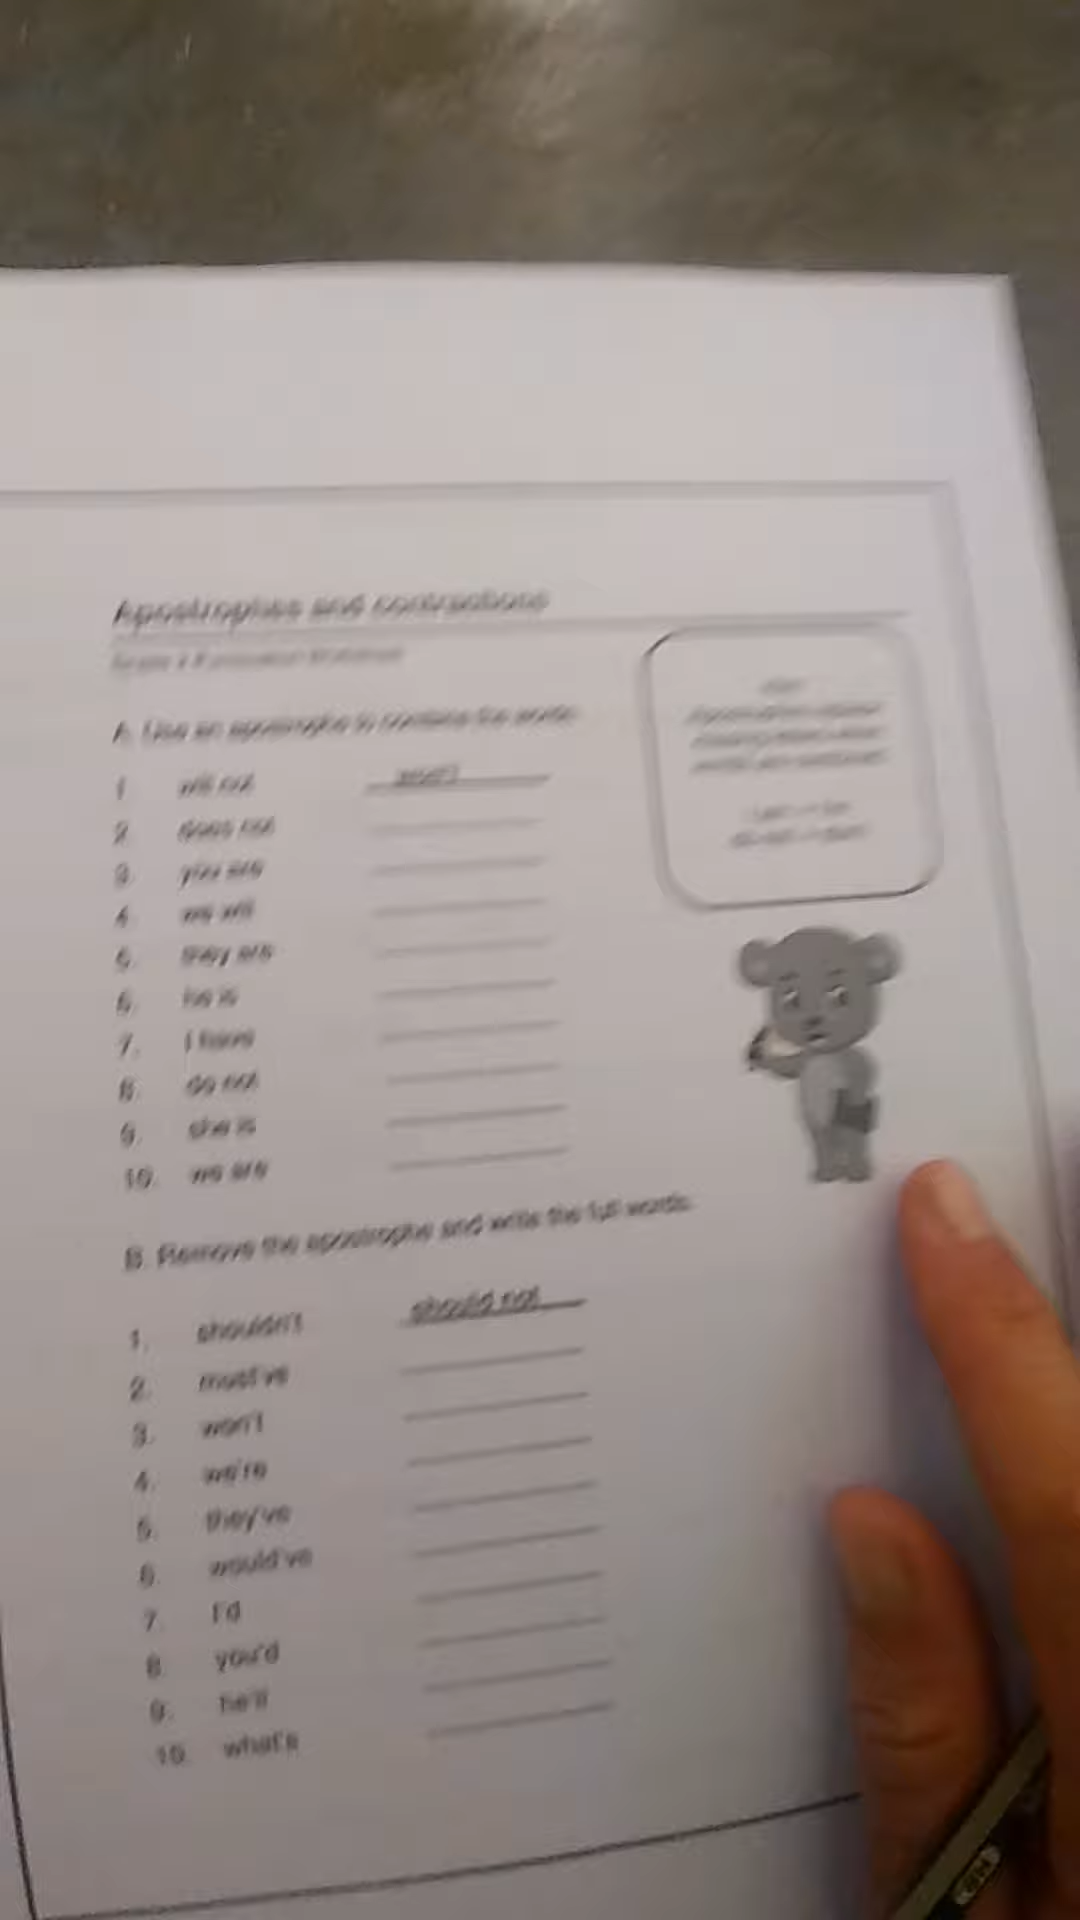 Apostrophes and contractions
A. Use an apostrophe to combine the words.
1. will not won't
2. does not
3. you are
4. we will
5. they are
6. he is
7. I have
8. do not
9. she is
10. we are
B. Remove the apostrophe and write the full words.
1. shouldn't should not
2. must've
3. won't
4. we're
5. they've
6. would've
7. I'd
8. you'd
9. he'll
10. what's